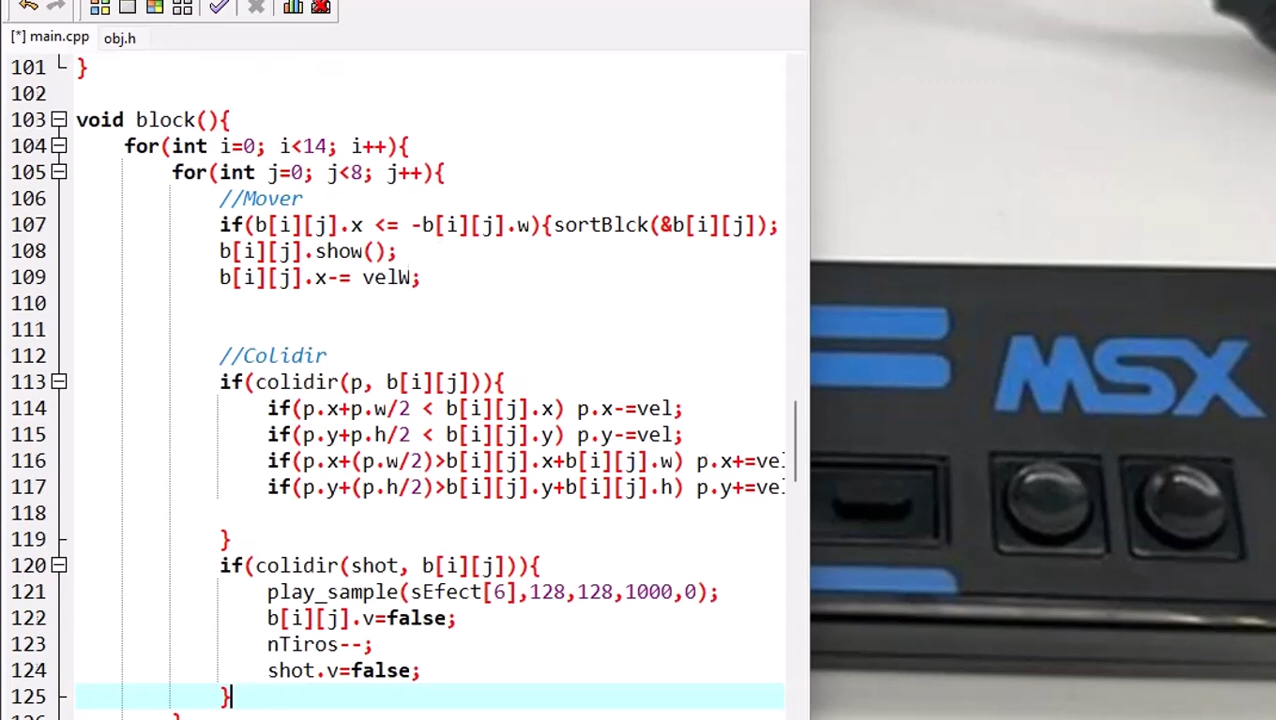 [*] main.cpp obj.h
101 }
102
103 void block(){
104 for(int i=0; i<14; i++){
105 for(int j=0; j<8; j++){
106 //Mover
107 if(b[i][j].x <= -b[i][j].w){sortBlck(&b[i][j]);
108 b[i][j].show();
109 b[i][j].x-= velW;
110
111
112 //Colidir
113 if(colidir(p, b[i][j])){
114 if(p.x+p.w/2 < b[i][j].x) p.x-=vel;
115 if(p.y+p.h/2 < b[i][j].y) p.y-=vel;
116 if(p.x+(p.w/2)>b[i][j].x+b[i][j].w) p.x+=vel
117 if(p.y+(p.h/2)>b[i][j].y+b[i][j].h) p.y+=vel
118
119 }
120 if(colidir(shot, b[i][j])){
121 play_sample(sEfect[6],128,128,1000,0);
122 b[i][j].v=false;
123 nTiros--;
124 shot.v=false;
125 }
MSX